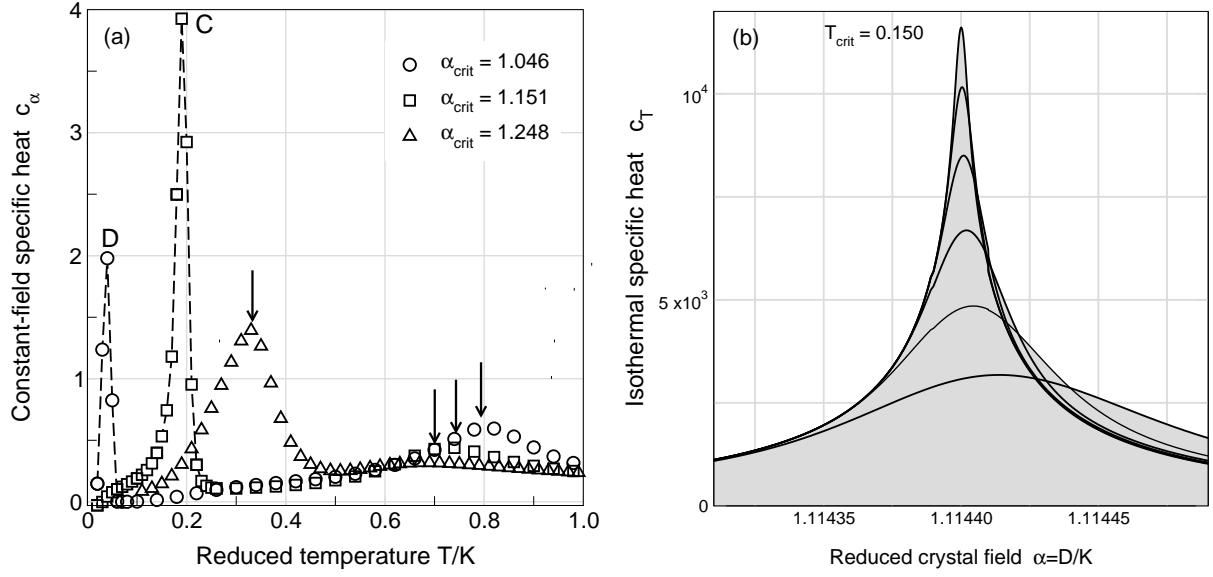 (a)
C
D
α_crit = 1.046
α_crit = 1.151
α_crit = 1.248
4
3
2
1
0
0
0.2
0.4
0.6
0.8
1.0
Constant-field specific heat c_α
Reduced temperature T/K
(b)
T_crit = 0.150
10^4
5 x10^3
0
1.11435
1.11440
1.11445
Isothermal specific heat c_T
Reduced crystal field α=D/K